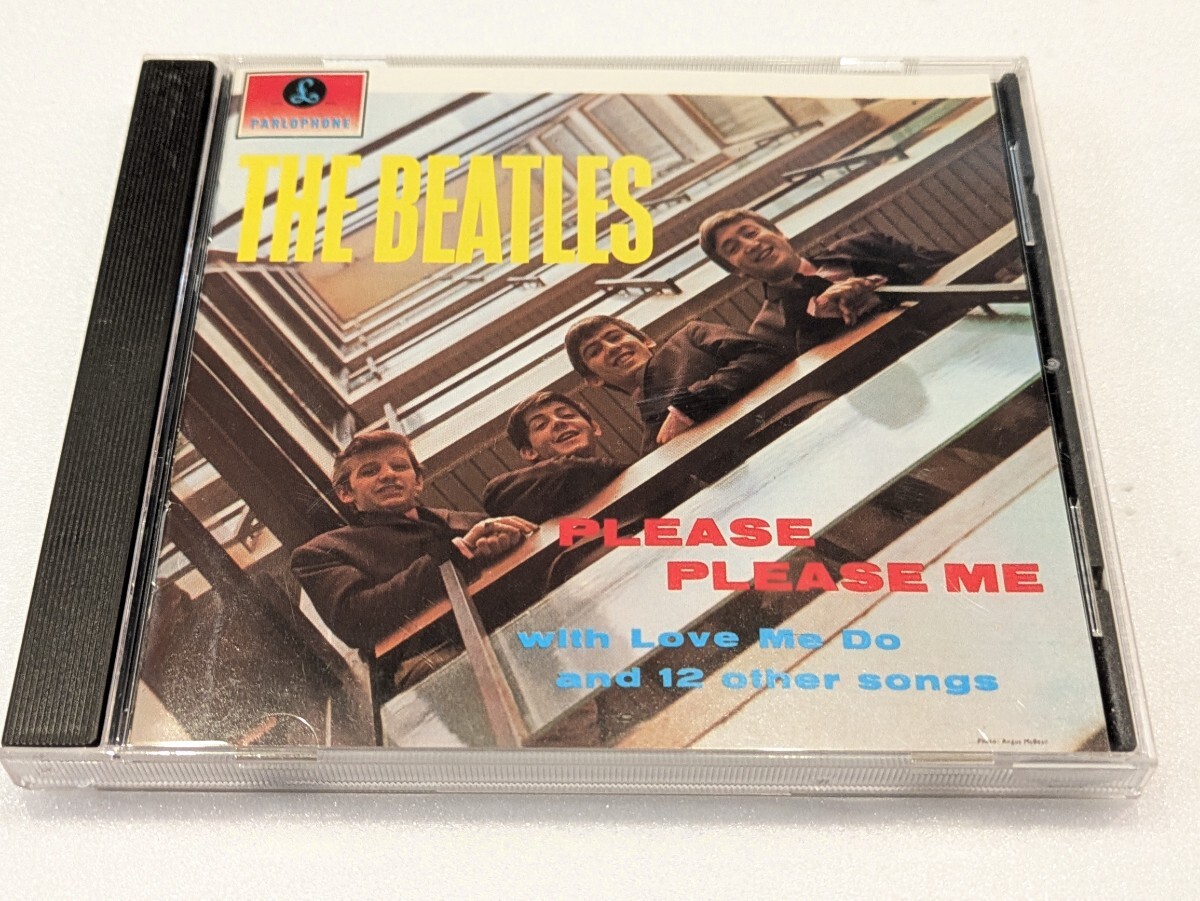 £
PARLOPHONE
THE BEATLES
PLEASE
PLEASE ME
with Love Me Do
and 12 other songs
Photo: Angus McBean